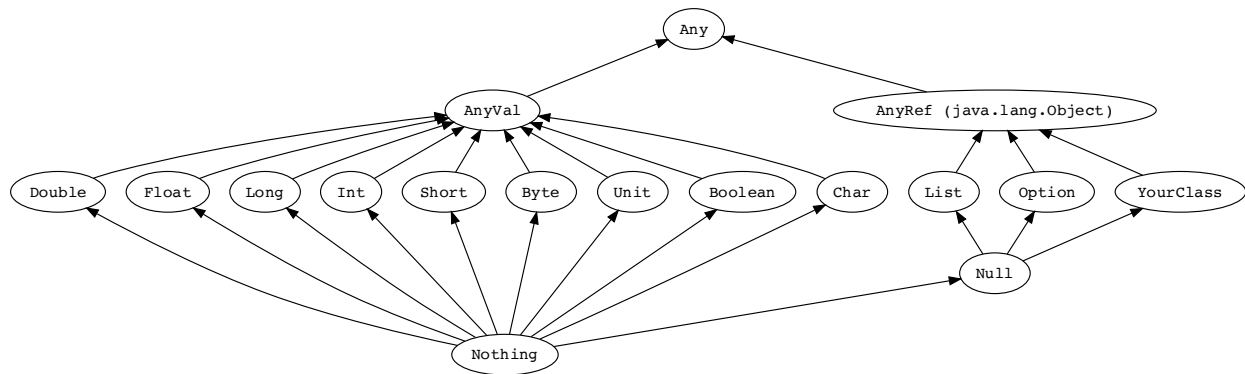 Any
AnyVal
AnyRef (java.lang.Object)
Double
Float
Long
Int
Short
Byte
Unit
Boolean
Char
List
Option
YourClass
Null
Nothing